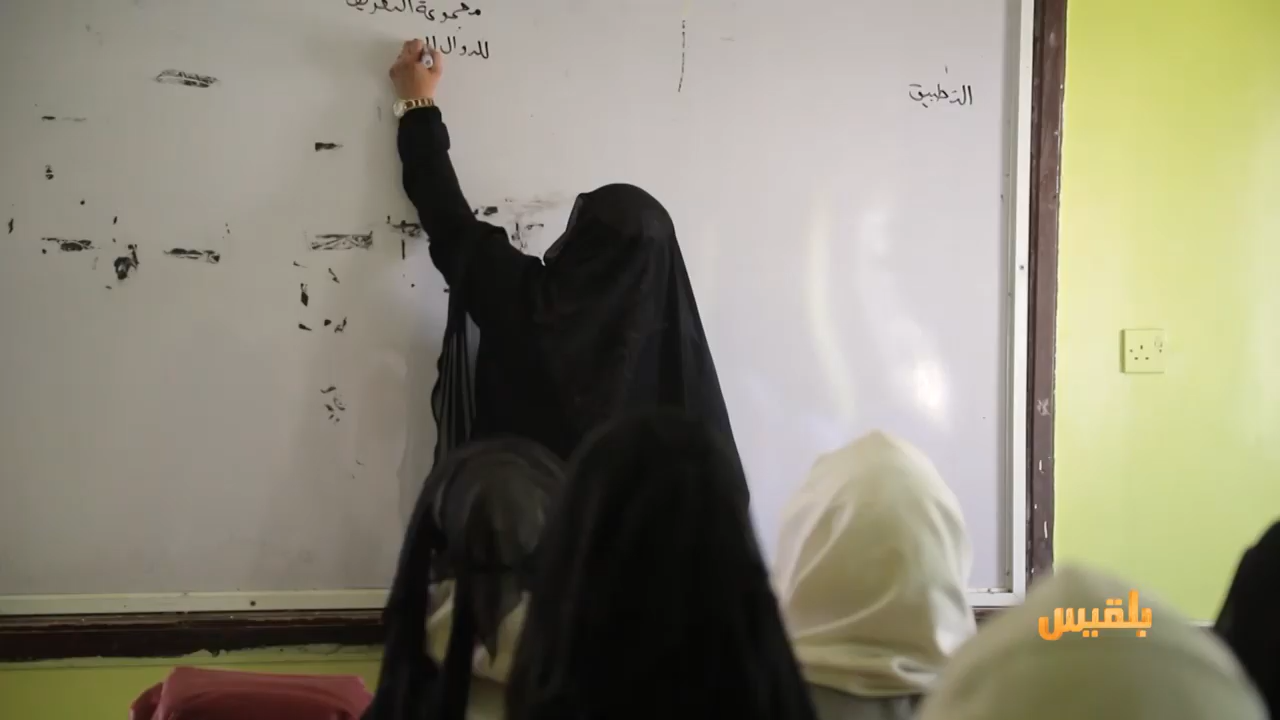 مجموعة التعريف
للدوال
التطبيق
بلقيس